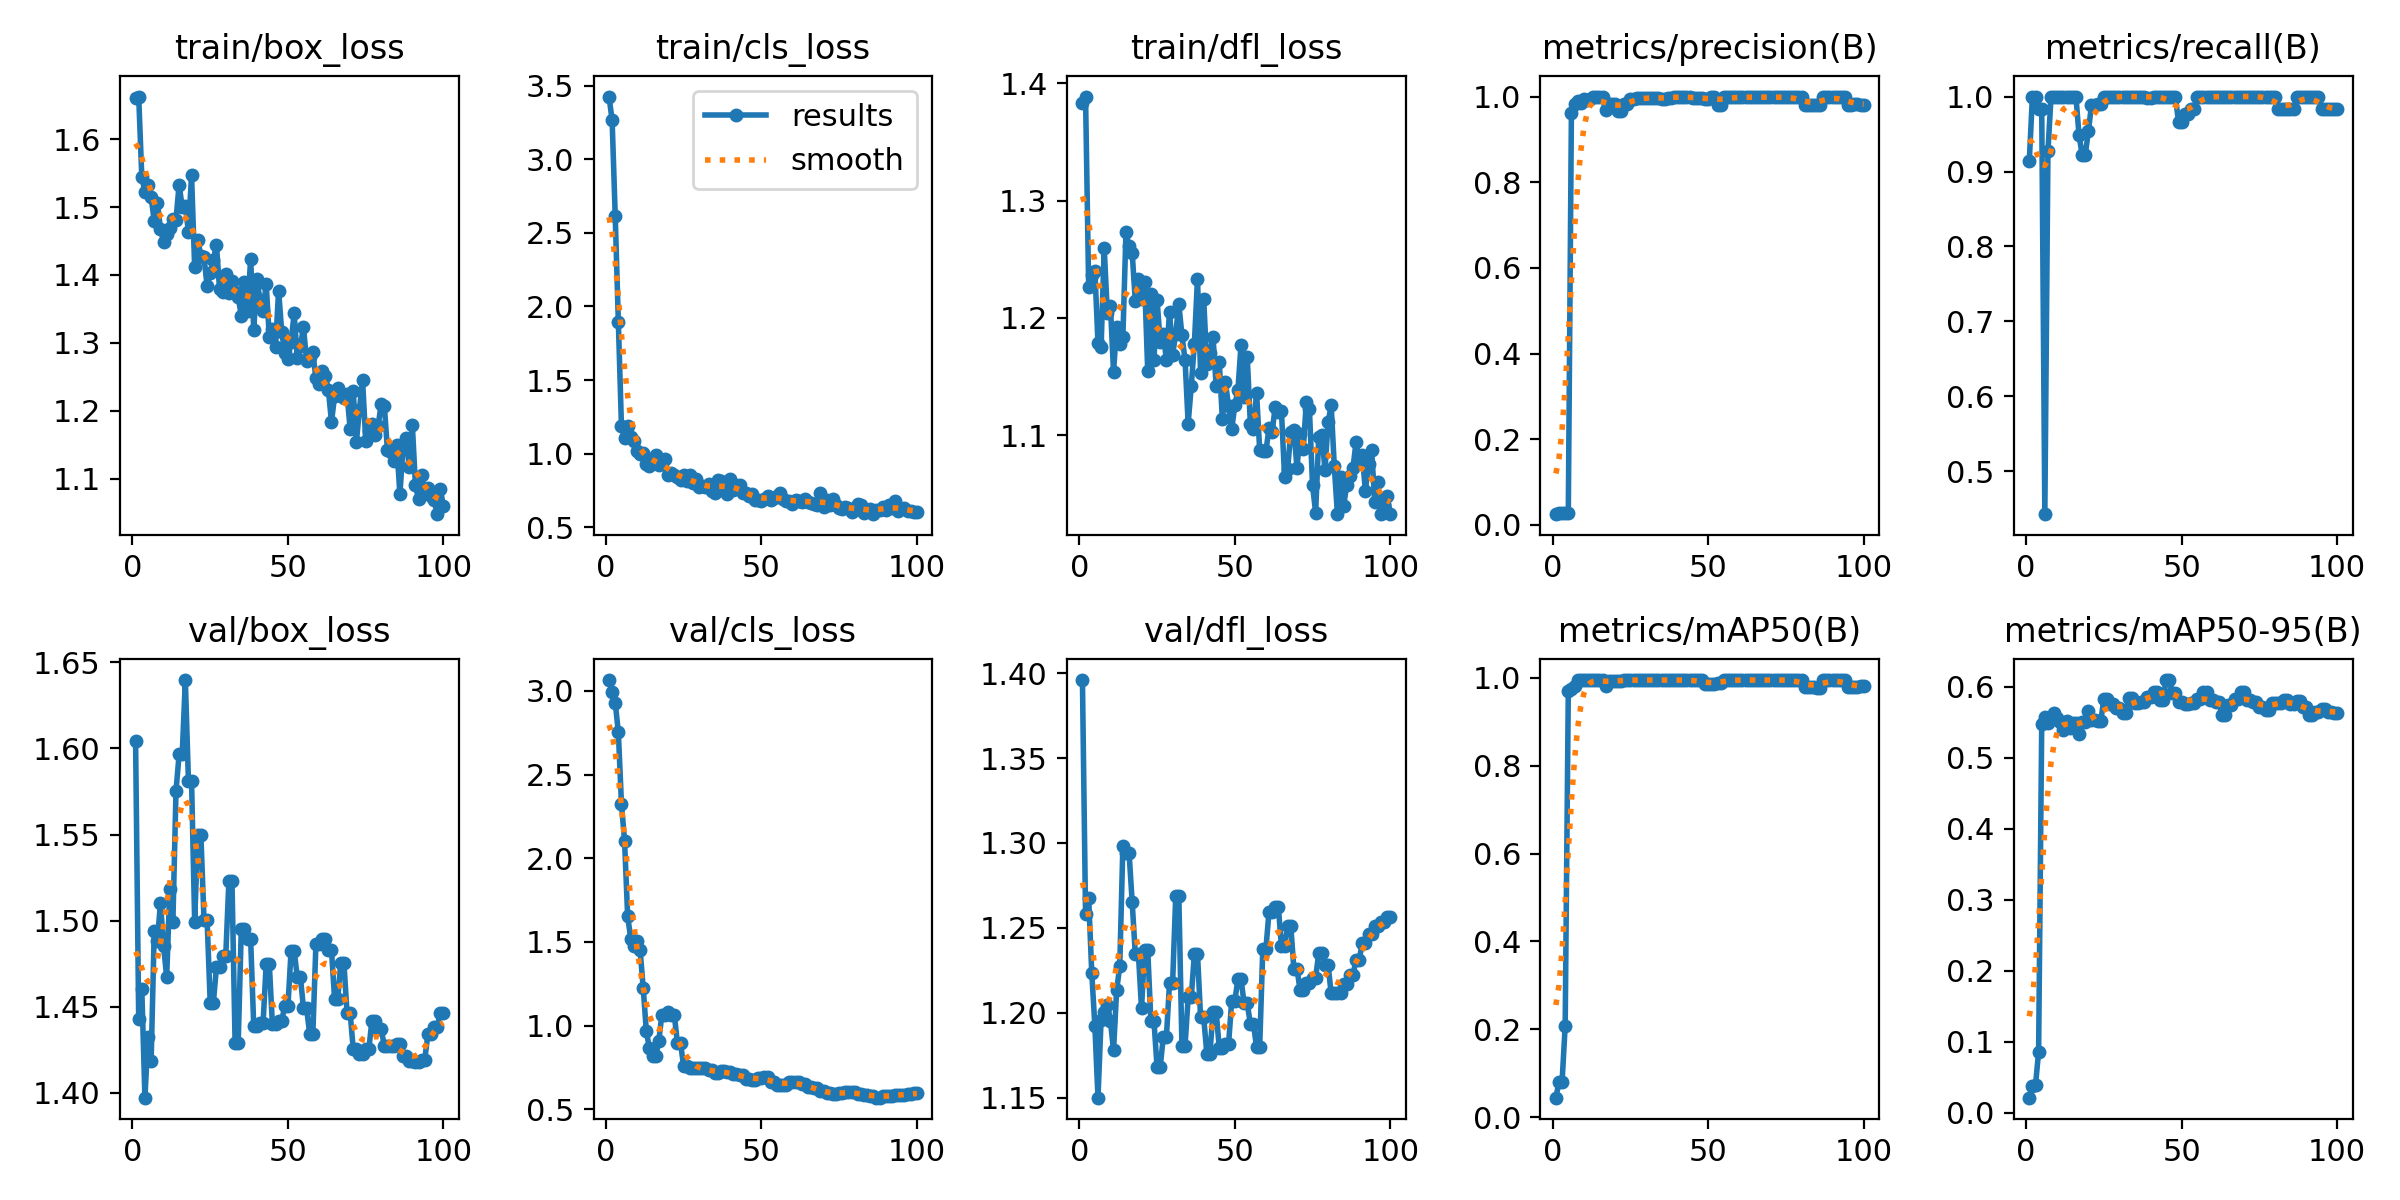 train/box_loss
1.6
1.5
1.4
1.3
1.2
1.1
0 50 100
train/cls_loss
results
smooth
3.5
3.0
2.5
2.0
1.5
1.0
0.5
0 50 100
train/dfl_loss
1.4
1.3
1.2
1.1
0 50 100
metrics/precision(B)
1.0
0.8
0.6
0.4
0.2
0.0
0 50 100
metrics/recall(B)
1.0
0.9
0.8
0.7
0.6
0.5
0 50 100
val/box_loss
1.65
1.60
1.55
1.50
1.45
1.40
0 50 100
val/cls_loss
3.0
2.5
2.0
1.5
1.0
0.5
0 50 100
val/dfl_loss
1.40
1.35
1.30
1.25
1.20
1.15
0 50 100
metrics/mAP50(B)
1.0
0.8
0.6
0.4
0.2
0.0
0 50 100
metrics/mAP50-95(B)
0.6
0.5
0.4
0.3
0.2
0.1
0.0
0 50 100